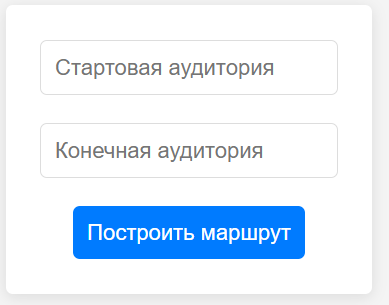 Стартовая аудитория
Конечная аудитория
Построить маршрут